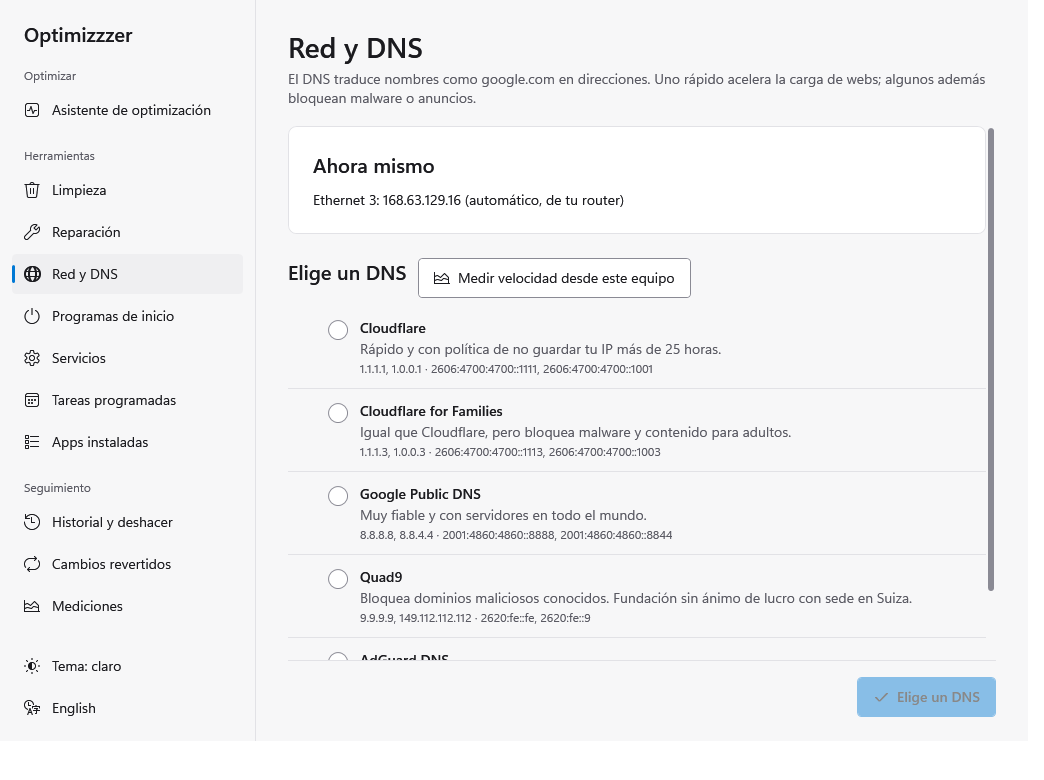 Optimizzzer
Optimizar
Asistente de optimización
Herramientas
Limpieza
Reparación
Red y DNS
Programas de inicio
Servicios
Tareas programadas
Apps instaladas
Seguimiento
Historial y deshacer
Cambios revertidos
Mediciones
Tema: claro
English
Red y DNS
El DNS traduce nombres como google.com en direcciones. Uno rápido acelera la carga de webs; algunos además
bloquean malware o anuncios.
Ahora mismo
Ethernet 3: 168.63.129.16 (automático, de tu router)
Elige un DNS
Medir velocidad desde este equipo
Cloudflare
Rápido y con política de no guardar tu IP más de 25 horas.
1.1.1.1, 1.0.0.1 · 2606:4700:4700::1111, 2606:4700:4700::1001
Cloudflare for Families
Igual que Cloudflare, pero bloquea malware y contenido para adultos.
1.1.1.3, 1.0.0.3 · 2606:4700:4700::1113, 2606:4700:4700::1003
Google Public DNS
Muy fiable y con servidores en todo el mundo.
8.8.8.8, 8.8.4.4 · 2001:4860:4860::8888, 2001:4860:4860::8844
Quad9
Bloquea dominios maliciosos conocidos. Fundación sin ánimo de lucro con sede en Suiza.
9.9.9.9, 149.112.112.112 · 2620:fe::fe, 2620:fe::9
AdGuard DNS
Elige un DNS